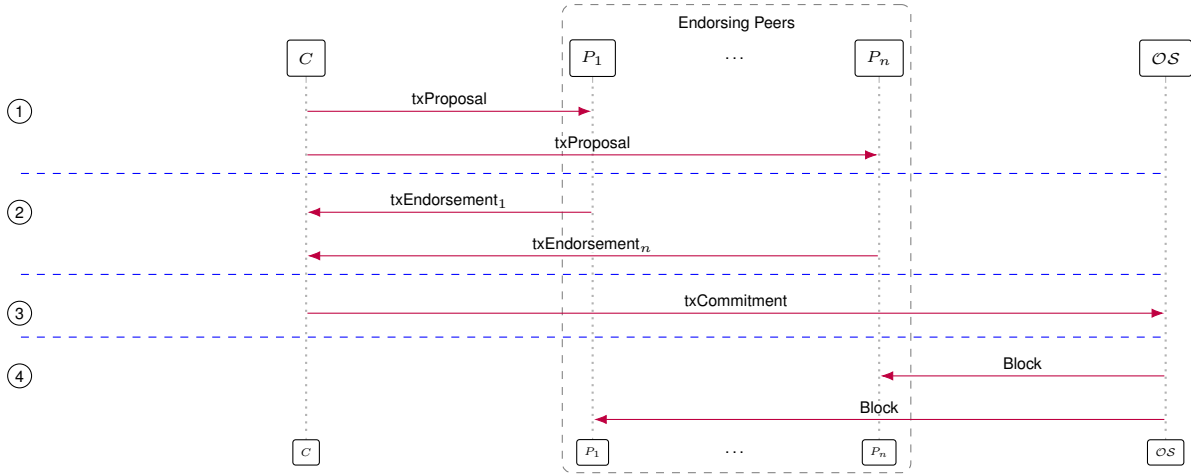 Endorsing Peers
C P₁ ... Pₙ 𝒪𝒮
1 txProposal
txProposal
2 txEndorsement₁
txEndorsementₙ
3 txCommitment
4 Block
Block
C P₁ ... Pₙ 𝒪𝒮